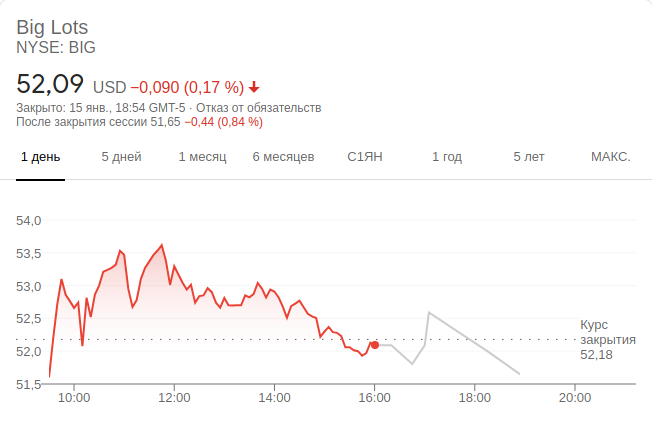 Big Lots
NYSE: BIG
52,09 USD −0,090 (0,17 %)
Закрыто: 15 янв., 18:54 GMT-5 · Отказ от обязательств
После закрытия сессии 51,65 −0,44 (0,84 %)
1 день 5 дней 1 месяц 6 месяцев С1ЯН 1 год 5 лет МАКС.
54,0
53,5
53,0
52,5
52,0
51,5
Курс
закрытия
52,18
10:00 12:00 14:00 16:00 18:00 20:00